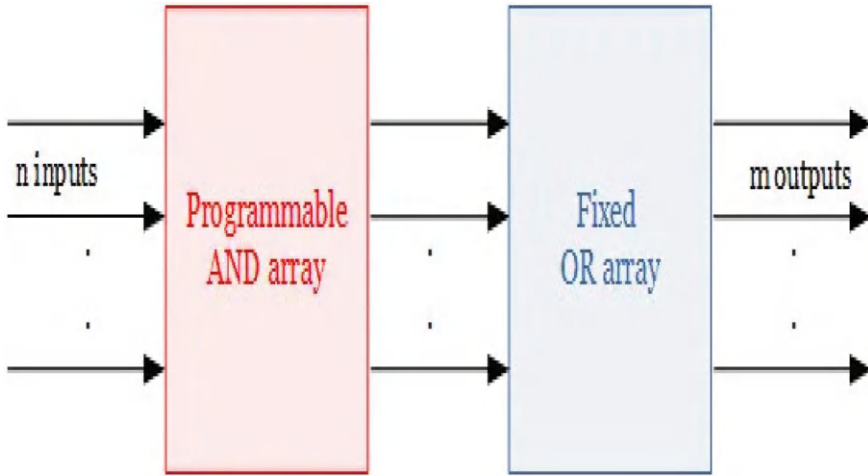 n inputs
Programmable
AND array
Fixed
OR array
m outputs